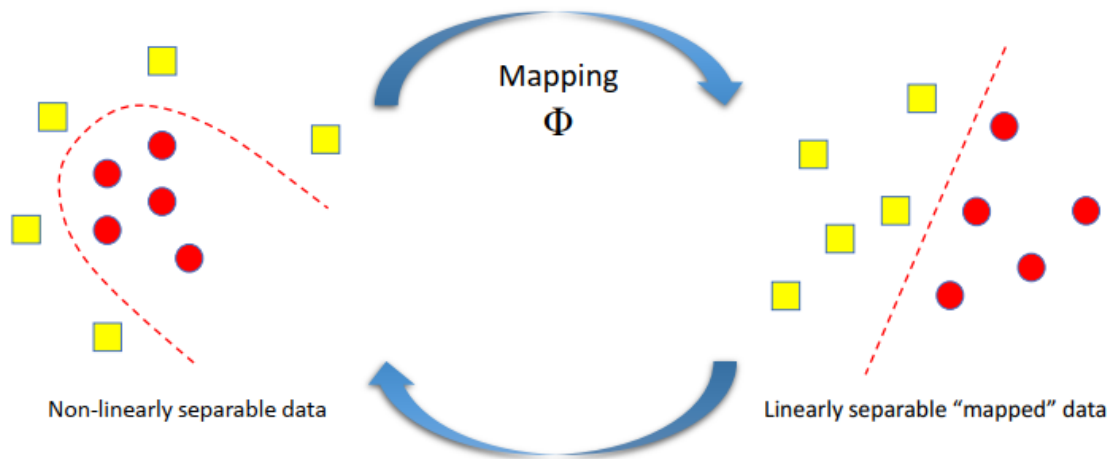 Mapping
Φ
Non-linearly separable data
Linearly separable “mapped” data